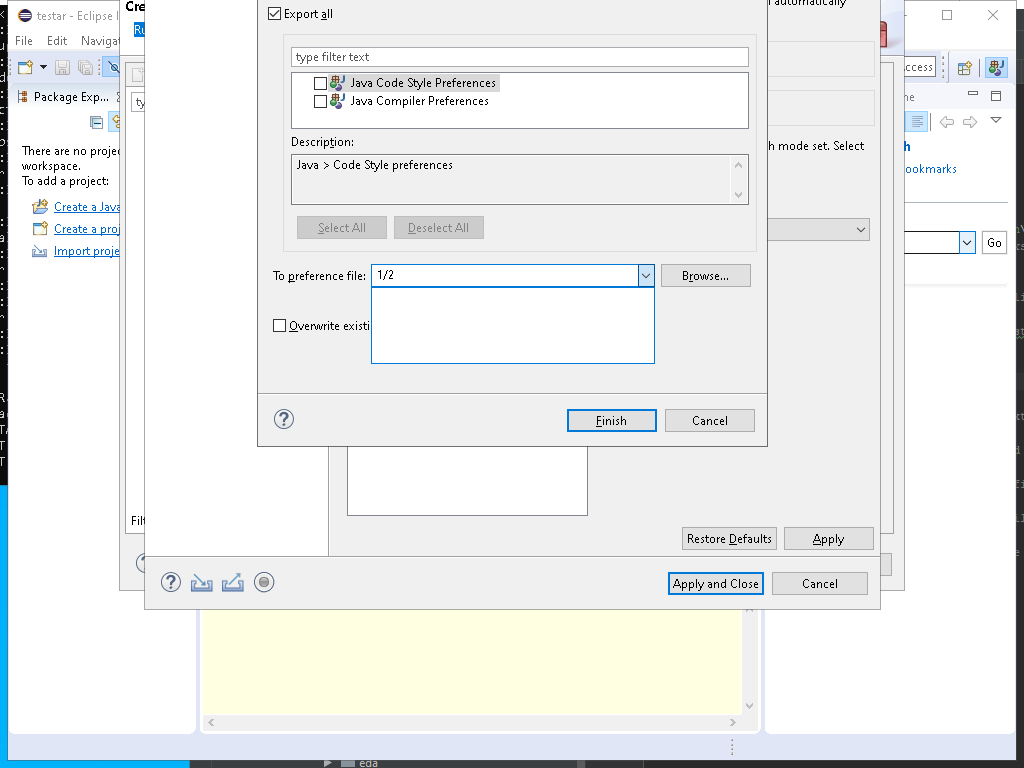 testar - Eclipse I
Cre
Ru
File
Edit
Navigat
Package Exp...
There are no projec
workspace.
To add a project:
Create a Java
Create a proj
Import proje
ty
Filt
Export all
type filter text
Java Code Style Preferences
Java Compiler Preferences
Description:
Java > Code Style preferences
Select All
Deselect All
To preference file:
1/2
Browse...
Overwrite existi
Finish
Cancel
automatically
h mode set. Select
ccess
ne
h
ookmarks
Go
Restore Defaults
Apply
Apply and Close
Cancel
eda